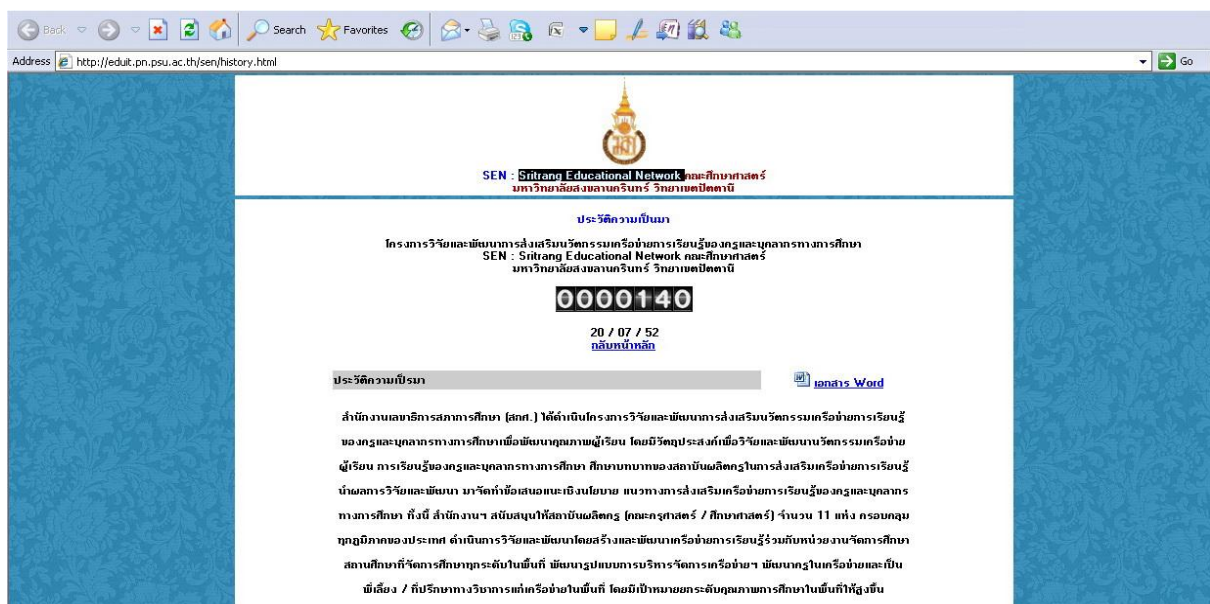 Back
Search
Favorites
Address http://eduit.pn.psu.ac.th/sen/history.html
Go
SEN : Sritrang Educational Network คณะศึกษาศาสตร์
มหาวิทยาลัยสงขลานครินทร์ วิทยาเขตปัตตานี
ประวัติความเป็นมา
โครงการวิจัยและพัฒนาการส่งเสริมนวัตกรรมเครือข่ายการเรียนรู้ของครูและบุคลากรทางการศึกษา
SEN : Sritrang Educational Network คณะศึกษาศาสตร์
มหาวิทยาลัยสงขลานครินทร์ วิทยาเขตปัตตานี
0000140
20 / 07 / 52
กลับหน้าหลัก
ประวัติความเป็รมา
เอกสาร Word
สำนักงานเลขาธิการสภาการศึกษา (สกศ.) ได้ดำเนินโครงการวิจัยและพัฒนาการส่งเสริมนวัตกรรมเครือข่ายการเรียนรู้
ของครูและบุคลากรทางการศึกษาเพื่อพัฒนาคุณภาพผู้เรียน โดยมีวัตถุประสงค์เพื่อวิจัยและพัฒนานวัตกรรมเครือข่าย
ผู้เรียน การเรียนรู้ของครูและบุคลากรทางการศึกษา ศึกษาบทบาทของสถาบันผลิตครูในการส่งเสริมเครือข่ายการเรียนรู้
นำผลการวิจัยและพัฒนา มาจัดทำข้อเสนอแนะเชิงนโยบาย แนวทางการส่งเสริมเครือข่ายการเรียนรู้ของครูและบุคลากร
ทางการศึกษา ทั้งนี้ สำนักงานฯ สนับสนุนให้สถาบันผลิตครู (คณะครุศาสตร์ / ศึกษาศาสตร์) จำนวน 11 แห่ง ครอบคลุม
ทุกภูมิภาคของประเทศ ดำเนินการวิจัยและพัฒนาโดยสร้างและพัฒนาเครือข่ายการเรียนรู้ร่วมกับหน่วยงานจัดการศึกษา
สถานศึกษาที่จัดการศึกษาทุกระดับในพื้นที่ พัฒนารูปแบบการบริหารจัดการเครือข่ายฯ พัฒนาครูในเครือข่ายและเป็น
พี่เลี้ยง / ที่ปรึกษาทางวิชาการแก่เครือข่ายในพื้นที่ โดยมีเป้าหมายยกระดับคุณภาพการศึกษาในพื้นที่ให้สูงขึ้น